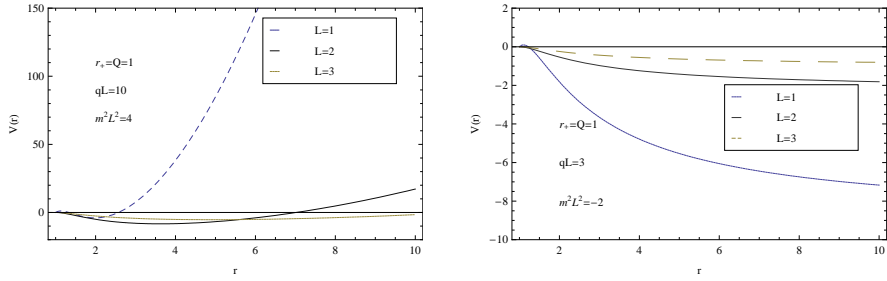 150
100
50
0
V(r)
L=1
L=2
L=3
r₊=Q=1
qL=10
m²L²=4
2 4 6 8 10
r
2
0
−2
−4
−6
−8
−10
V(r)
L=1
L=2
L=3
r₊=Q=1
qL=3
m²L²=−2
2 4 6 8 10
r